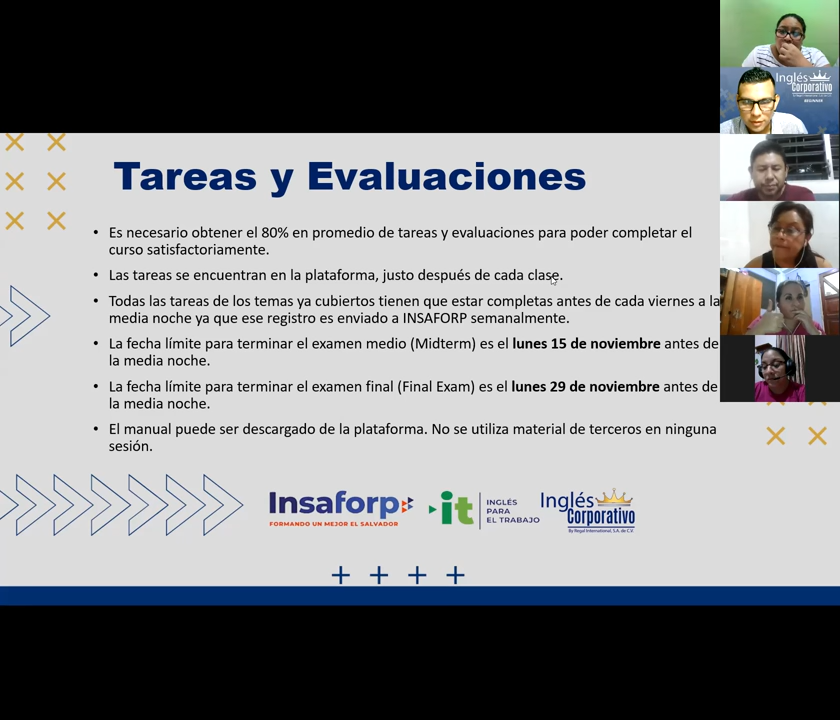 Tareas y Evaluaciones
• Es necesario obtener el 80% en promedio de tareas y evaluaciones para poder completar el
curso satisfactoriamente.
• Las tareas se encuentran en la plataforma, justo después de cada clase.
• Todas las tareas de los temas ya cubiertos tienen que estar completas antes de cada viernes a la
media noche ya que ese registro es enviado a INSAFORP semanalmente.
• La fecha límite para terminar el examen medio (Midterm) es el lunes 15 de noviembre antes de
la media noche.
• La fecha límite para terminar el examen final (Final Exam) es el lunes 29 de noviembre antes de
la media noche.
• El manual puede ser descargado de la plataforma. No se utiliza material de terceros en ninguna
sesión.
Insaforp
FORMANDO UN MEJOR EL SALVADOR
it
INGLÉS
PARA
EL TRABAJO
Inglés
Corporativo
By Regal International, S.A. de C.V.
Inglés
Corporativo
BEGINNER